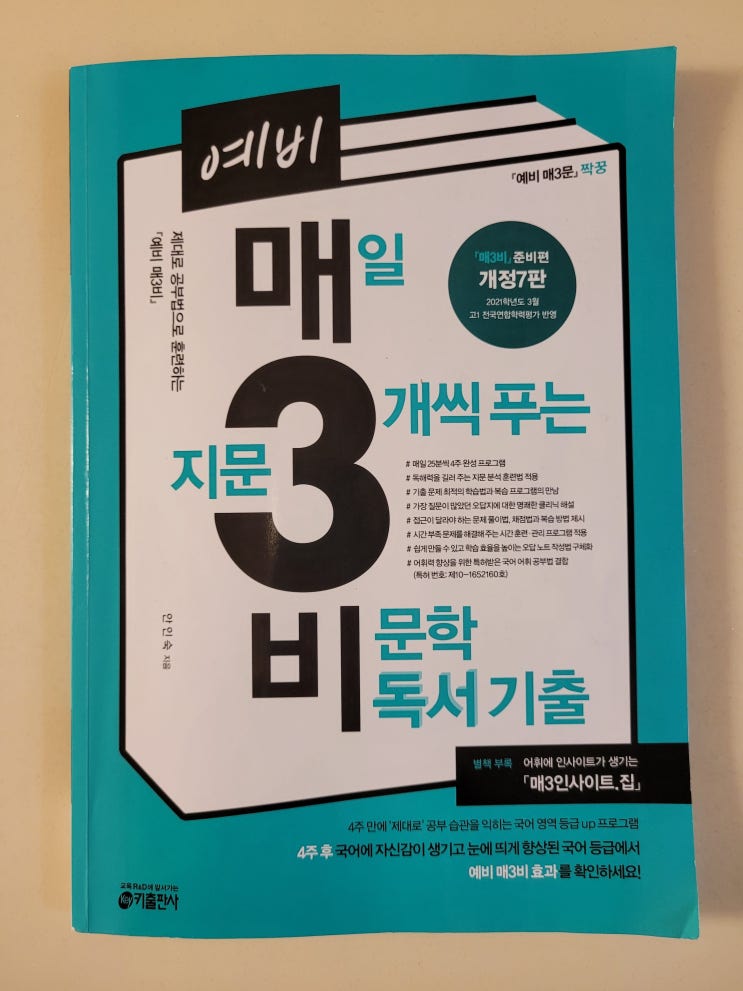 예비
「예비 매3문」 짝꿍
제대로 공부법으로 훈련하는
「예비 매3비」
매일
「매3비」 준비편
개정7판
2021학년도 3월
고1 전국연합학력평가 반영
지문 3개씩 푸는
# 매일 25분씩 4주 완성 프로그램
# 독해력을 길러 주는 지문 분석 훈련법 적용
# 기출 문제 최적의 학습법과 복습 프로그램의 만남
# 가장 질문이 많았던 오답지에 대한 명쾌한 클리닉 해설
# 접근이 달라야 하는 문제 풀이법, 채점법과 복습 방법 제시
# 시간 부족 문제를 해결해 주는 시간 훈련·관리 프로그램 적용
# 쉽게 만들 수 있고 학습 효율을 높이는 오답 노트 작성법 구체화
# 어휘력 향상을 위한 특허받은 국어 어휘 공부법 결합
(특허 번호: 제10-1652160호)
안인숙 지음
비문학
독서 기출
별책 부록 어휘에 인사이트가 생기는
「매3인사이트.집」
4주 만에 '제대로' 공부 습관을 익히는 국어 영역 등급 up 프로그램
4주 후 국어에 자신감이 생기고 눈에 띄게 향상된 국어 등급에서
예비 매3비 효과를 확인하세요!
교육 R&D에 앞서가는
Key 키출판사